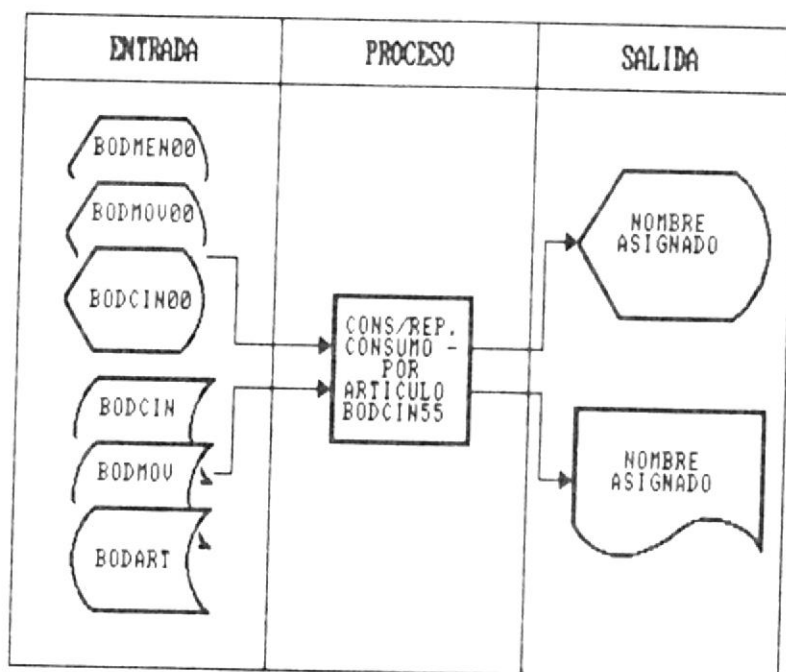 ENTRADA
PROCESO
SALIDA
BODMEN00
BODMOV00
BODCIN00
BODCIN
BODMOV
BODART
CONS/REP.
CONSUMO -
POR
ARTICULO
BODCIN55
NOMBRE
ASIGNADO
NOMBRE
ASIGNADO